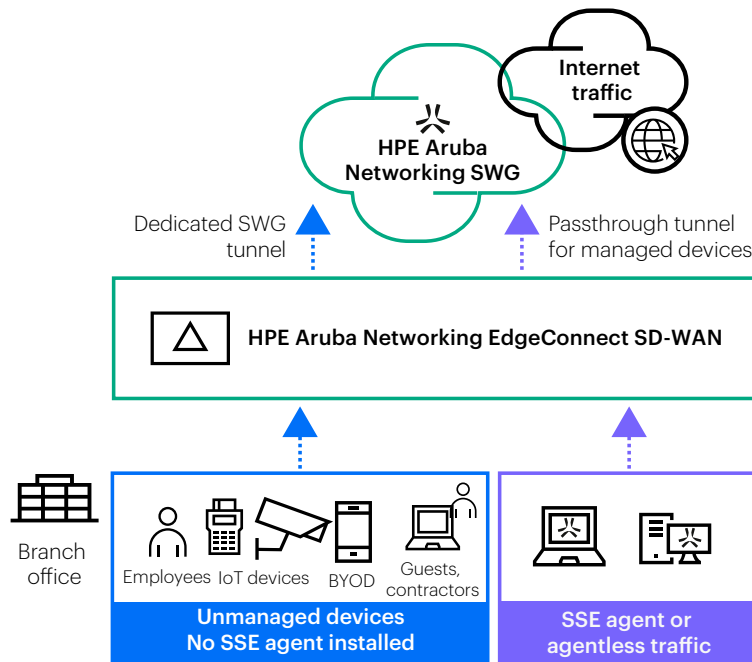 Internet
traffic
HPE Aruba
Networking SWG
Dedicated SWG
tunnel
Passthrough tunnel
for managed devices
HPE Aruba Networking EdgeConnect SD-WAN
Branch
office
Employees
IoT devices
BYOD
Guests,
contractors
Unmanaged devices
No SSE agent installed
SSE agent or
agentless traffic